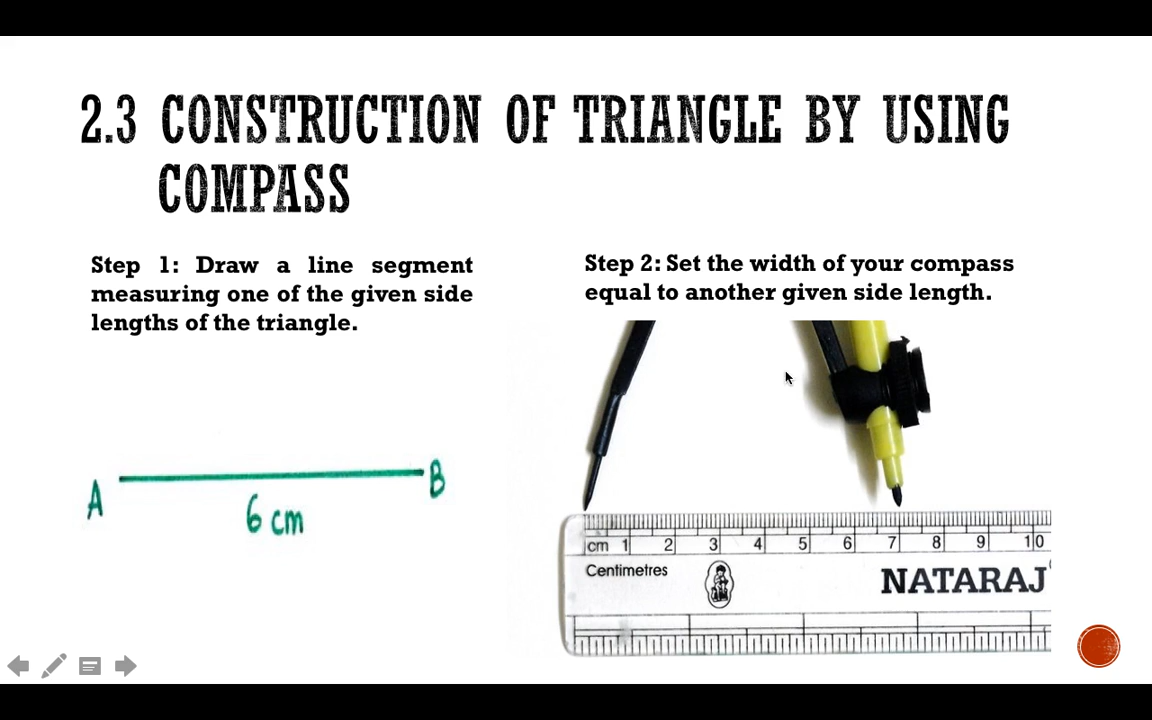 2.3 CONSTRUCTION OF TRIANGLE BY USING
COMPASS
Step 1: Draw a line segment
measuring one of the given side
lengths of the triangle.
Step 2: Set the width of your compass
equal to another given side length.
A B
6 cm
cm 1 2 3 4 5 6 7 8 9 10
Centimetres
NATARAJ